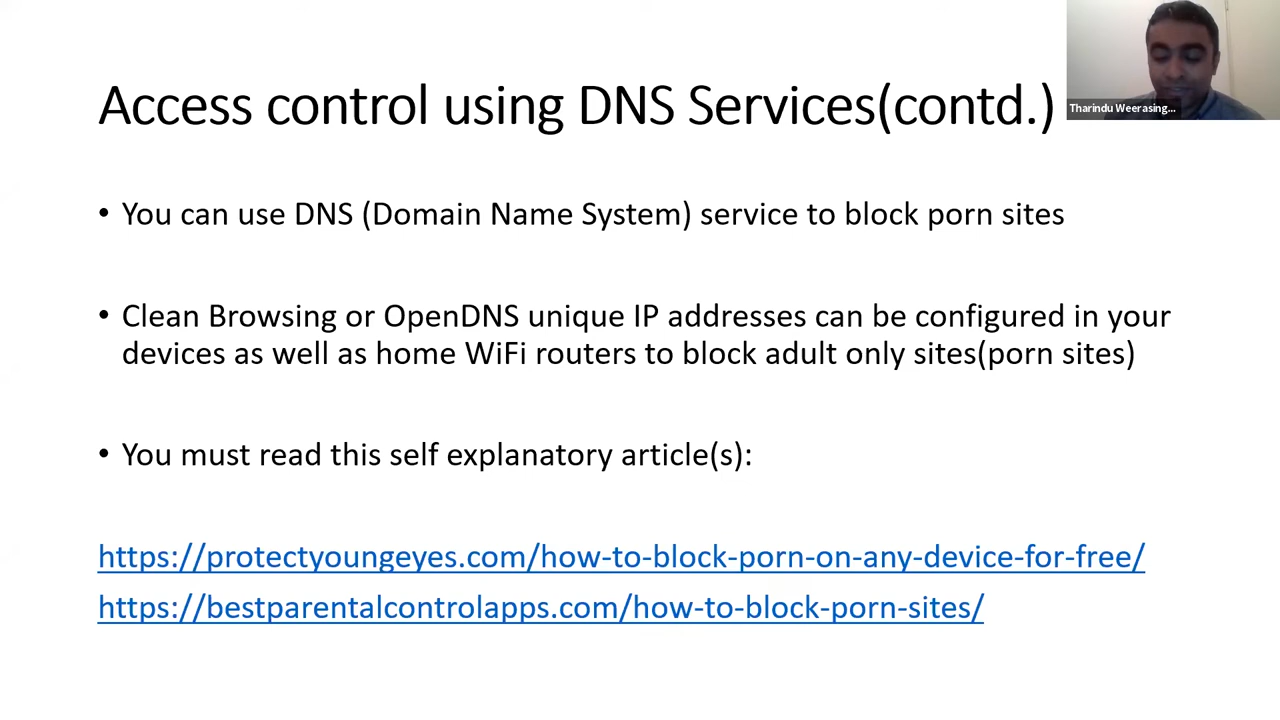 Access control using DNS Services(contd.)
Tharindu Weerasing...
• You can use DNS (Domain Name System) service to block porn sites
• Clean Browsing or OpenDNS unique IP addresses can be configured in your
devices as well as home WiFi routers to block adult only sites(porn sites)
• You must read this self explanatory article(s):
https://protectyoungeyes.com/how-to-block-porn-on-any-device-for-free/
https://bestparentalcontrolapps.com/how-to-block-porn-sites/